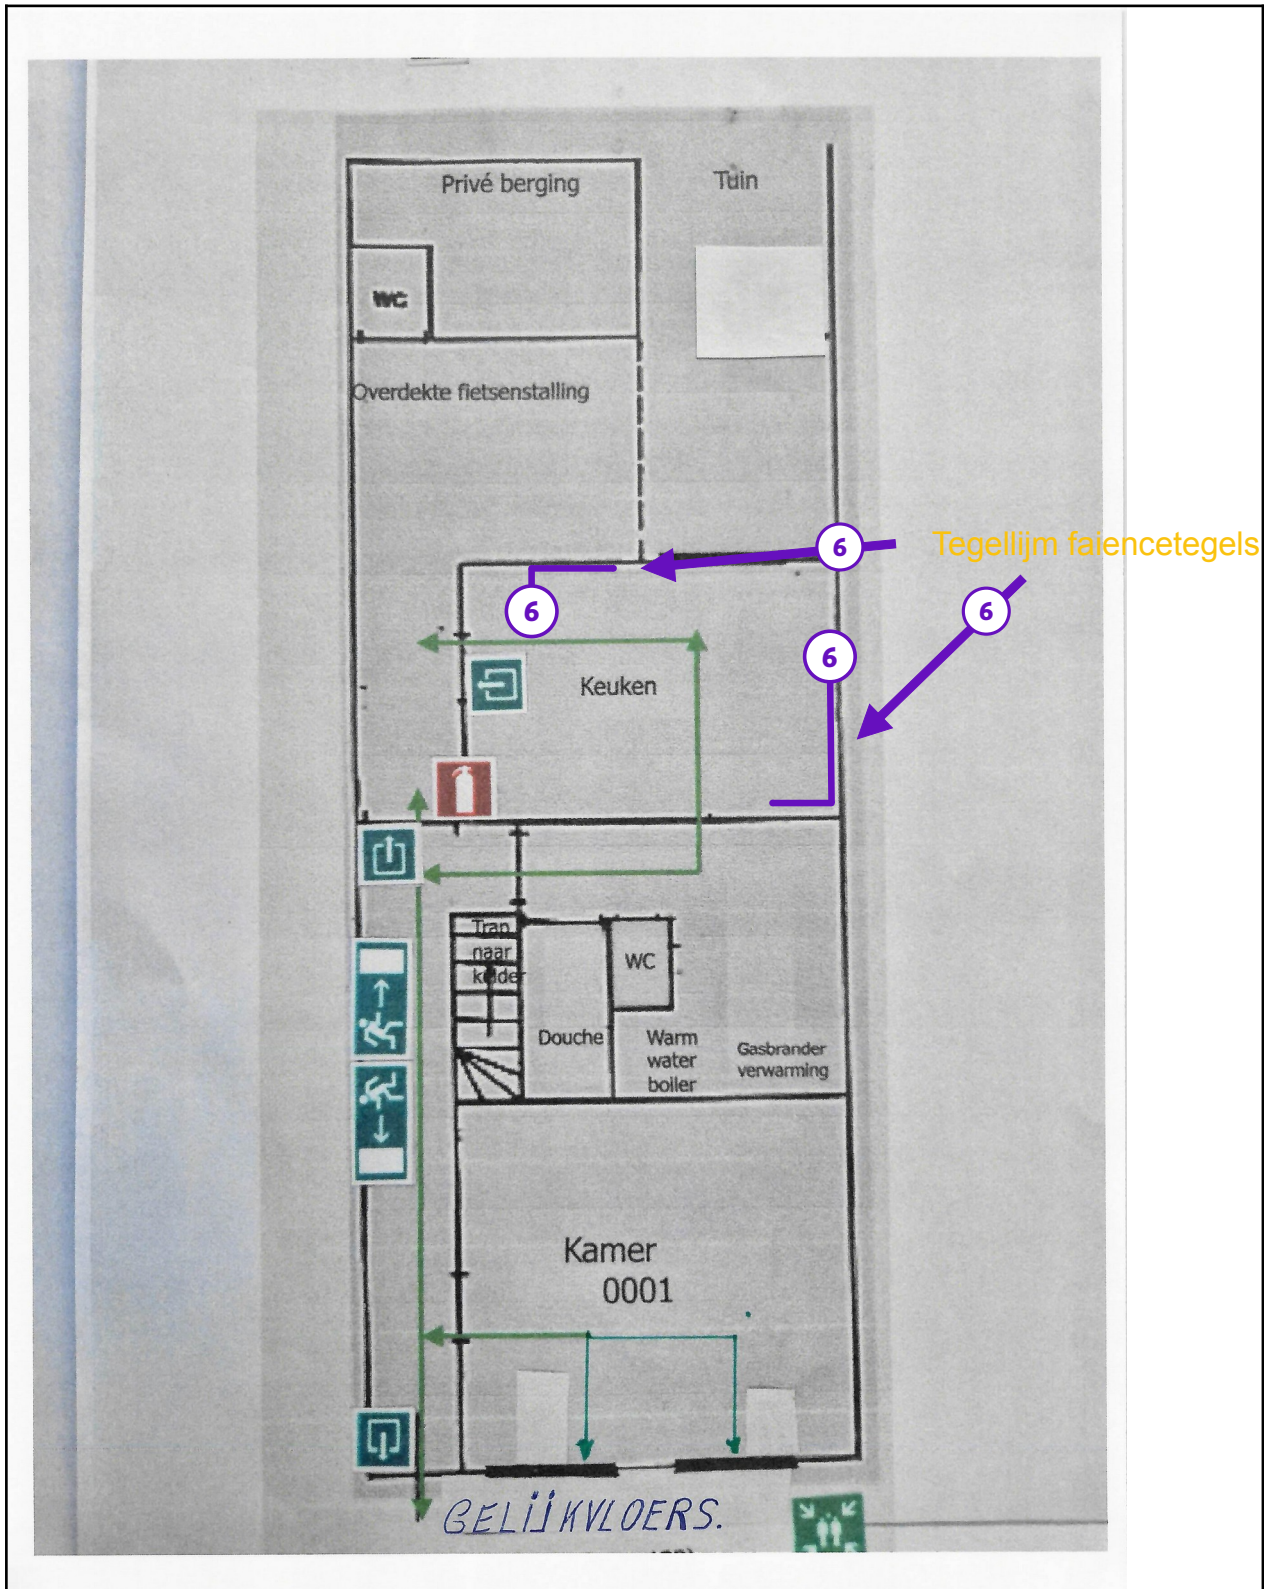 Privé berging
Tuin
WC
Overdekte fietsenstalling
6
Tegellijm faiencetegels
6
6
6
Keuken
Trap
naar
kelder
WC
Douche
Warm
water
boiler
Gasbrander
verwarming
Kamer
0001
GELIJKVLOERS.